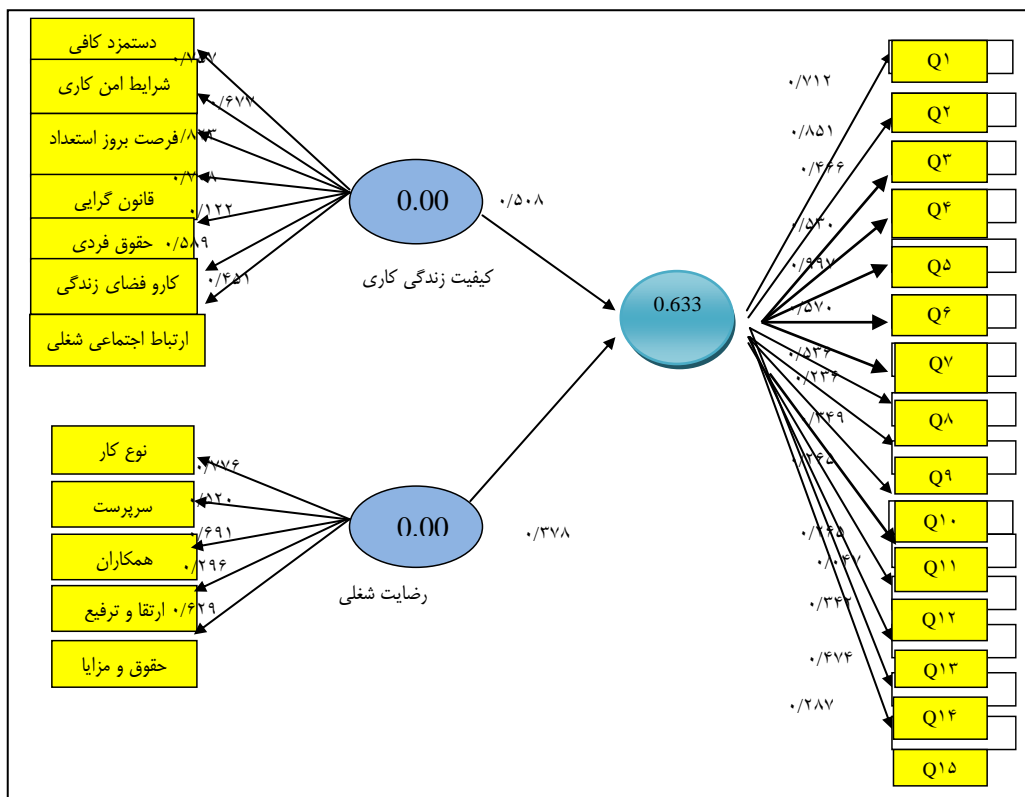 دستمزد کافی
شرایط امن کاری
۰/۶۷۷
فرصت بروز استعداد
قانون گرایی
۰/۱۲۲
حقوق فردی
۰/۵۸۹
کارو فضای زندگی
۰/۴۵۱
ارتباط اجتماعی شغلی
0.00
کیفیت زندگی کاری
۰/۵۰۸
نوع کار
۰/۷۷۶
سرپرست
همکاران
۰/۶۹۱
۰/۲۹۶
ارتقا و ترفیع
۰/۶۲۹
حقوق و مزایا
0.00
رضایت شغلی
۰/۳۷۸
0.633
۰/۷۱۲
۰/۸۵۱
۰/۴۶۶
۰/۵۳۰
۰/۹۹۷
۰/۵۷۰
۰/۵۳۶
۰/۲۳۶
۰/۳۴۹
۰/۲۶۵
۰/۲۶۵
۰/۰۴۷
۰/۳۴۲
۰/۴۷۴
۰/۲۸۷
Q۱
Q۲
Q۳
Q۴
Q۵
Q۶
Q۷
Q۸
Q۹
Q۱۰
Q۱۱
Q۱۲
Q۱۳
Q۱۴
Q۱۵